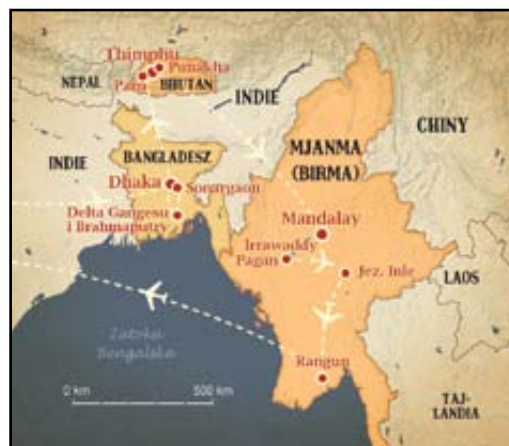 Thimphu
Punakha
NEPAL
Paro
BHUTAN
INDIE
CHINY
MJANMA
(BIRMA)
INDIE
BANGLADESZ
Dhaka
Sonargaon
Delta Gangesu
i Brahmaputry
Mandalay
Irrawaddy
Pagan
Jez. Inle
LAOS
Zatoka
Bengalska
Rangun
0 km
500 km
TAJ-
LANDIA